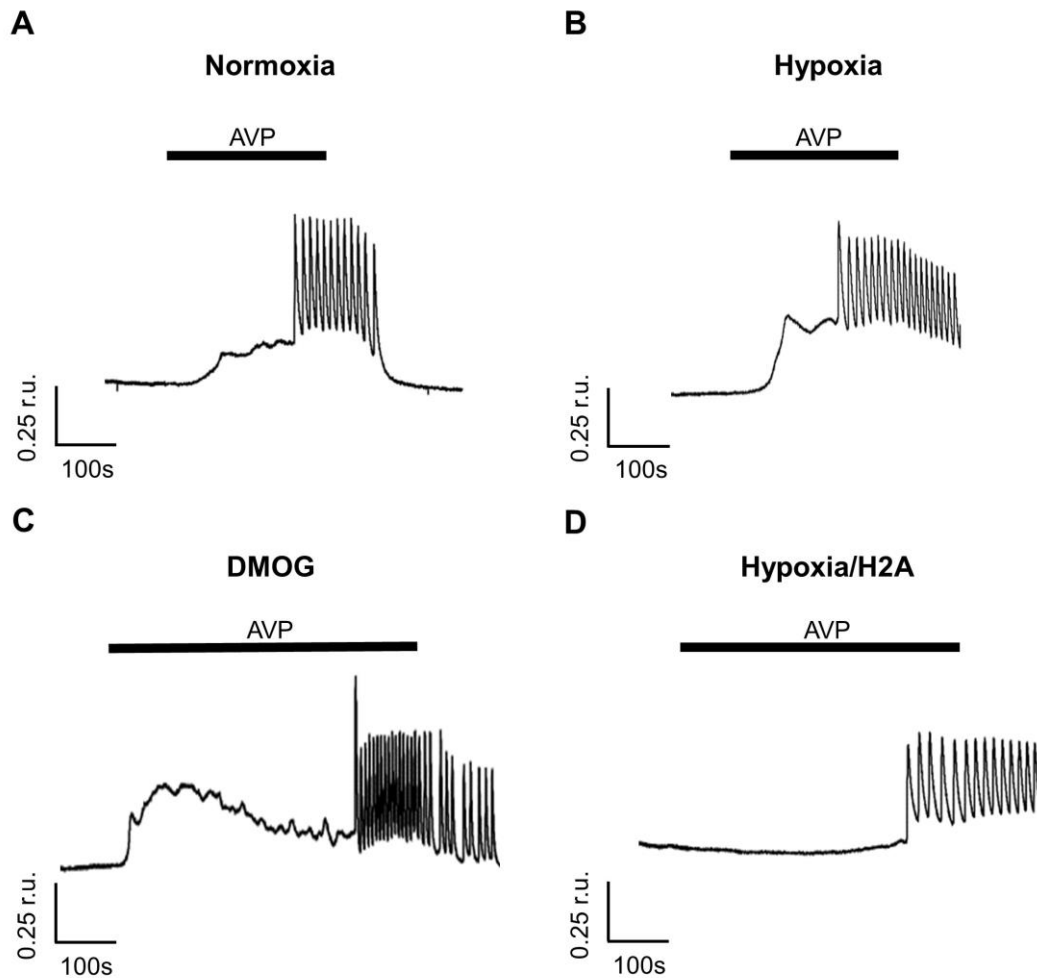 A
Normoxia
AVP
0.25 r.u.
100s
B
Hypoxia
AVP
0.25 r.u.
100s
C
DMOG
AVP
0.25 r.u.
100s
D
Hypoxia/H2A
AVP
0.25 r.u.
100s